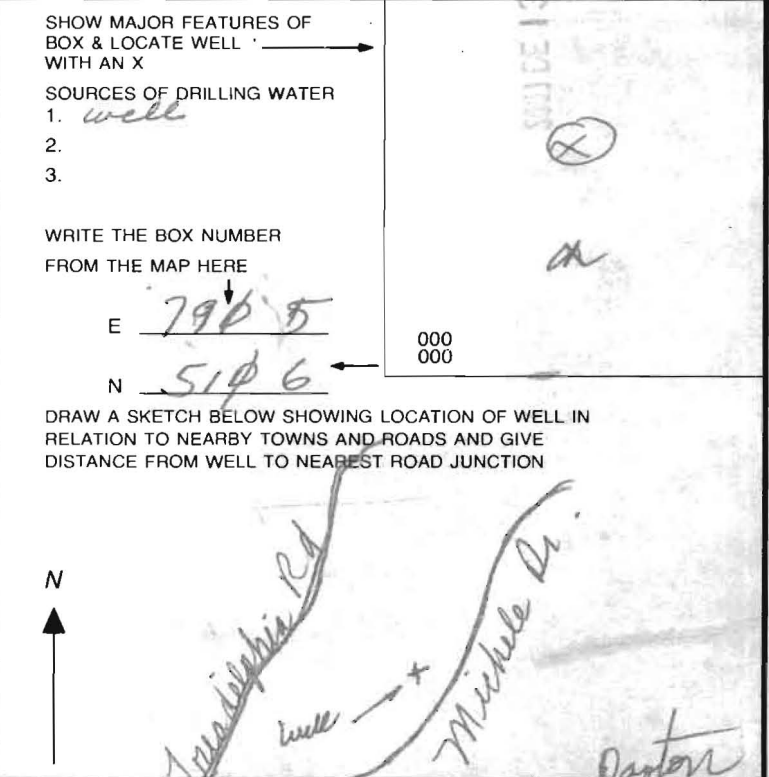 SHOW MAJOR FEATURES OF
BOX & LOCATE WELL
WITH AN X
SOURCES OF DRILLING WATER
1. well
2.
3.
X
WRITE THE BOX NUMBER
FROM THE MAP HERE
E 790 5
N 510 6
000
000
DRAW A SKETCH BELOW SHOWING LOCATION OF WELL IN
RELATION TO NEARBY TOWNS AND ROADS AND GIVE
DISTANCE FROM WELL TO NEAREST ROAD JUNCTION
N
Triadelphia Rd
well
Michele Dr.